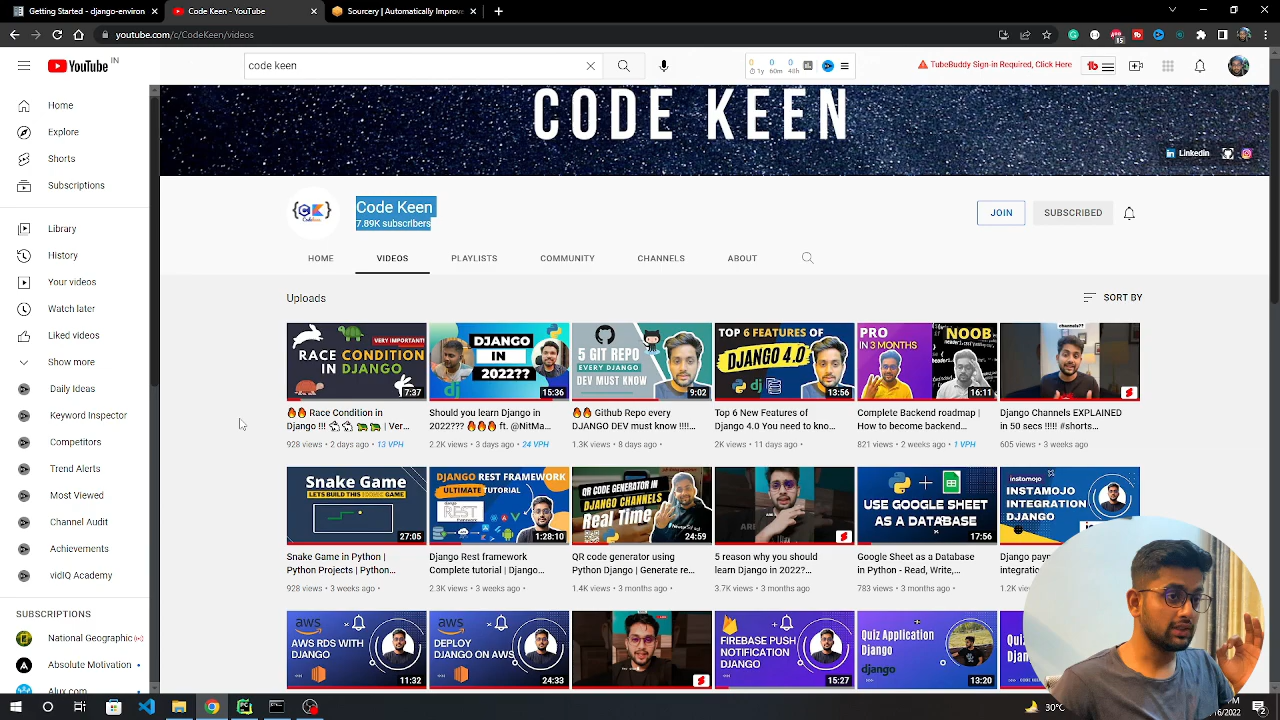 Getting Started - django-environ
Code Keen - YouTube
Sourcery | Automatically Improve
youtube.com/c/CodeKeen/videos
YouTube
IN
code keen
0 0 0
1y 60m 48h
TubeBuddy Sign-in Required, Click Here
tb
CODE KEEN
Linkedin
Code Keen
7.89K subscribers
JOIN
SUBSCRIBED
HOME
VIDEOS
PLAYLISTS
COMMUNITY
CHANNELS
ABOUT
Home
Explore
Shorts
Subscriptions
Library
History
Your videos
Watch later
Liked videos
Show more
Daily Ideas
Keyword Inspector
Competitors
Trend Alerts
Most Viewed
Channel Audit
Achievements
vidIQ Academy
SUBSCRIPTIONS
National Geographic
Absolute Motivation
Alux.com
Uploads
SORT BY
VERY IMPORTANT
RACE CONDITION
DJANGO
7:37
Race Condition in
Django !!! | Ver...
928 views • 2 days ago • 13 VPH
DJANGO
IN
2022??
15:36
Should you learn Django in
2022??? ft. @NitMa...
2.2K views • 3 days ago • 24 VPH
5 GIT REPO
EVERY DJANGO
DEV MUST KNOW
9:02
Github Repo every
DJANGO DEV must know !!!!...
1.3K views • 8 days ago •
TOP 6 FEATURES OF
DJANGO 4.0
13:56
Top 6 New Features of
Django 4.0 You need to kno...
2K views • 11 days ago •
PRO
IN 3 MONTHS
NOOB
16:11
Complete Backend roadmap |
How to become backend...
821 views • 2 weeks ago • 1 VPH
channels??
in 50 secs !!!!! #shorts...
605 views • 3 weeks ago
Snake Game
27:05
Snake Game in Python |
Python Projects | Python...
928 views • 3 weeks ago •
DJANGO REST FRAMEWORK
ULTIMATE TUTORIAL
django
REST
1:28:10
Django Rest framework
Complete tutorial | Django...
2.3K views • 3 weeks ago •
QR CODE GENERATOR IN
DJANGO CHANNELS
Real Time
24:59
QR code generator using
Python Django | Generate re...
1.4K views • 3 months ago •
5 reason why you should
learn Django in 2022?...
3.7K views • 3 months ago
USE GOOGLE SHEET
AS DATABASE
17:56
Google Sheet as a Database
in Python - Read, Write,...
783 views • 3 months ago •
INSTAMOJO
INTEGRATION
AWS RDS WITH
DJANGO
11:32
aws
DEPLOY
DJANGO ON AWS
24:33
FIREBASE PUSH
NOTIFICATION
DJANGO
15:27
Quiz Application
django
13:20